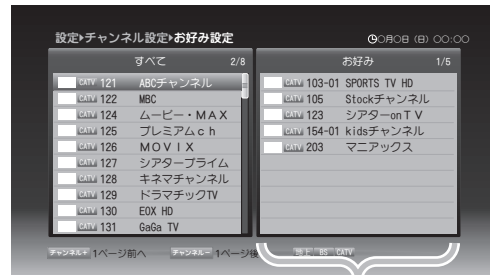 設定▶チャンネル設定▶お好み設定
○月○日 (日) 00:00
すべて 2/8
CATV 121 ABCチャンネル
CATV 122 MBC
CATV 124 ムービー・MAX
CATV 125 プレミアムch
CATV 126 MOVIX
CATV 127 シアタープライム
CATV 128 キネマチャンネル
CATV 129 ドラマチックTV
CATV 130 EOX HD
CATV 131 GaGa TV
お好み 1/5
CATV 103-01 SPORTS TV HD
CATV 105 Stockチャンネル
CATV 123 シアターonTV
CATV 154-01 kidsチャンネル
CATV 203 マニアックス
チャンネル+ 1ページ前へ チャンネル- 1ページ後
地上 BS CATV